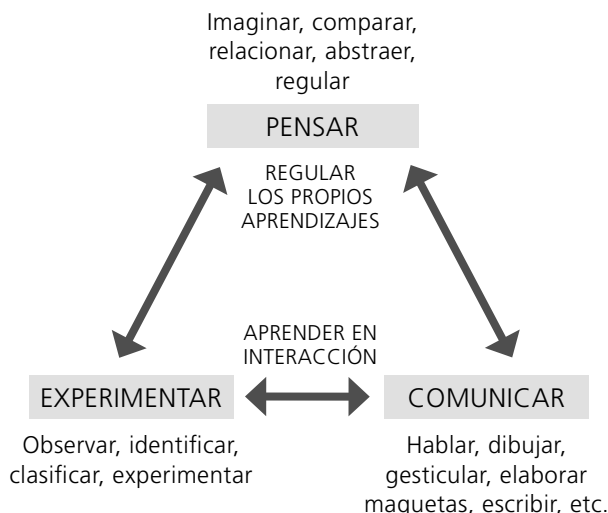 Imaginar, comparar,
relacionar, abstraer,
regular
PENSAR
REGULAR
LOS PROPIOS
APRENDIZAJES
APRENDER EN
INTERACCIÓN
EXPERIMENTAR
COMUNICAR
Observar, identificar,
clasificar, experimentar
Hablar, dibujar,
gesticular, elaborar
maquetas, escribir, etc.